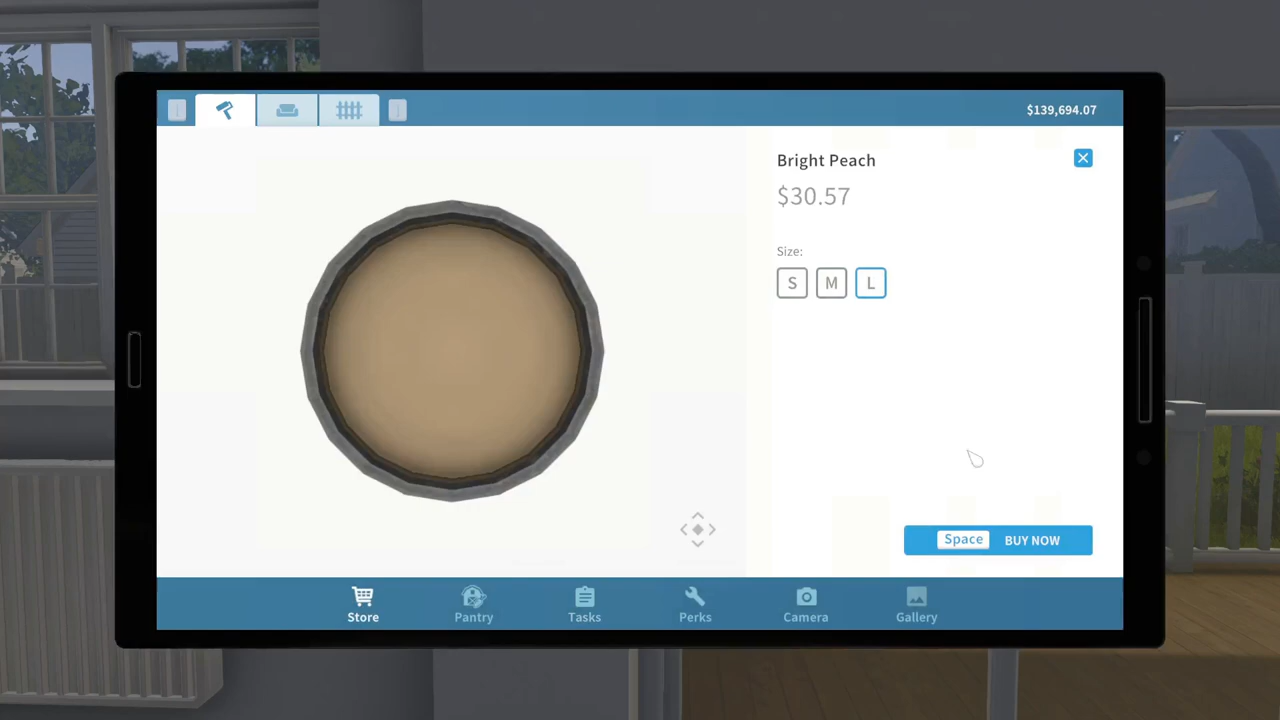 $139,694.07
Bright Peach
$30.57
Size:
S M L
Space BUY NOW
Store Pantry Tasks Perks Camera Gallery